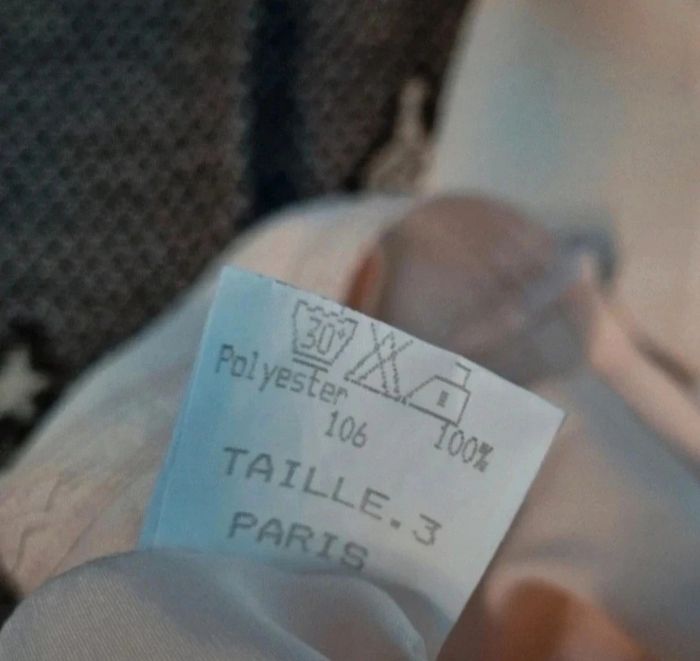 30°
Polyester 100%
106
TAILLE.3
PARIS